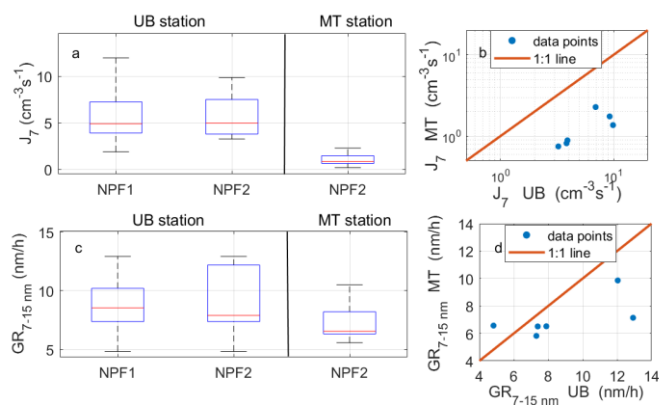 UB station MT station
a
J7 (cm-3s-1)
15
10
5
0
NPF1 NPF2 NPF2
b
data points
1:1 line
J7 MT (cm-3s-1)
10^1
10^0
10^0 10^1
J7 UB (cm-3s-1)
UB station MT station
c
GR7-15 nm (nm/h)
15
10
5
NPF1 NPF2 NPF2
d
data points
1:1 line
GR7-15 nm MT (nm/h)
14
12
10
8
6
4
4 6 8 10 12 14
GR7-15 nm UB (nm/h)